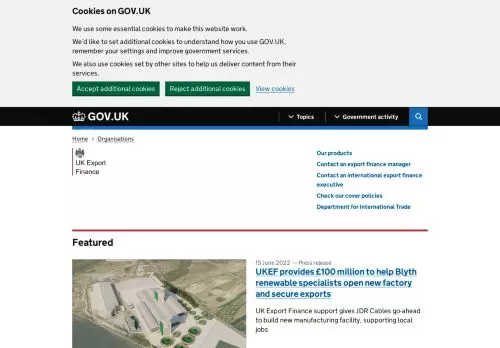 Cookies on GOV.UK
We use some essential cookies to make this website work.
We'd like to set additional cookies to understand how you use GOV.UK,
remember your settings and improve government services.
We also use cookies set by other sites to help us deliver content from their
services.
Accept additional cookies
Reject additional cookies
View cookies
GOV.UK
Topics
Government activity
Home
Organisations
UK Export
Finance
Our products
Contact an export finance manager
Contact an international export finance
executive
Check our cover policies
Department for International Trade
Featured
15 June 2022 — Press release
UKEF provides £100 million to help Blyth
renewable specialists open new factory
and secure exports
UK Export Finance support gives JDR Cables go-ahead
to build new manufacturing facility, supporting local
jobs